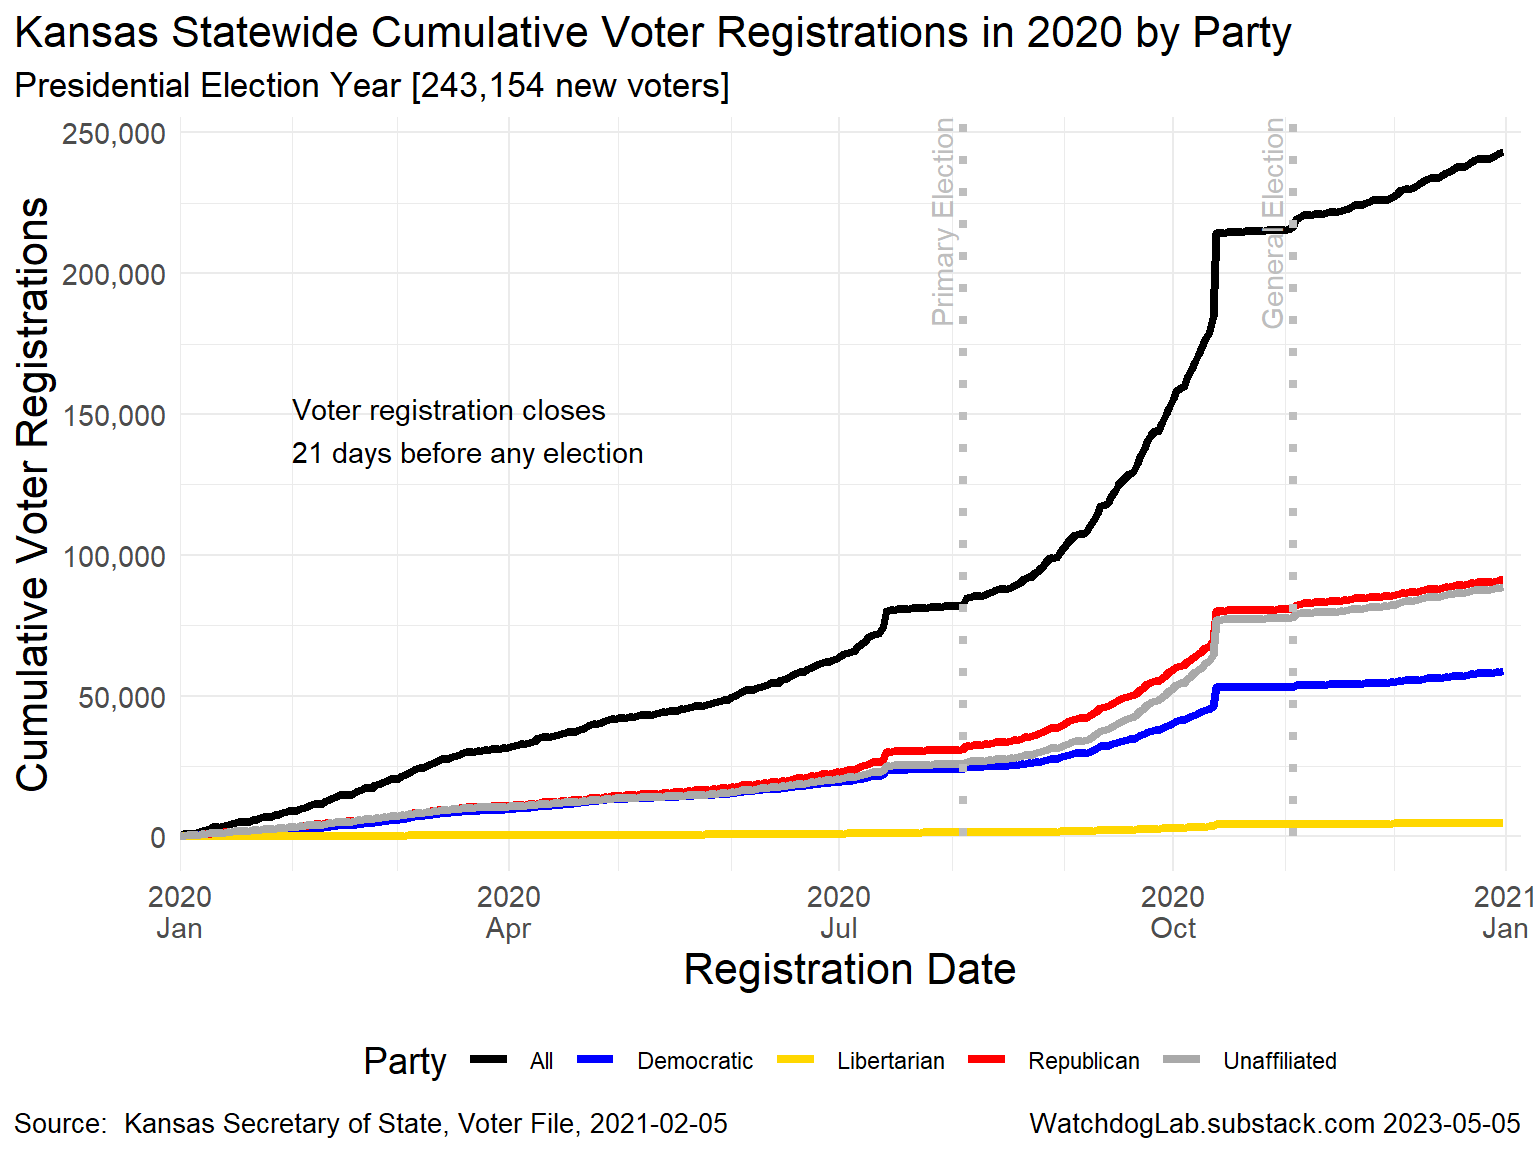 Kansas Statewide Cumulative Voter Registrations in 2020 by Party
Presidential Election Year [243,154 new voters]
Cumulative Voter Registrations
250,000
200,000
150,000
100,000
50,000
0
Primary Election
General Election
Voter registration closes
21 days before any election
2020 2020 2020 2020 2021
Jan Apr Jul Oct Jan
Registration Date
Party All Democratic Libertarian Republican Unaffiliated
Source:  Kansas Secretary of State, Voter File, 2021-02-05
WatchdogLab.substack.com 2023-05-05